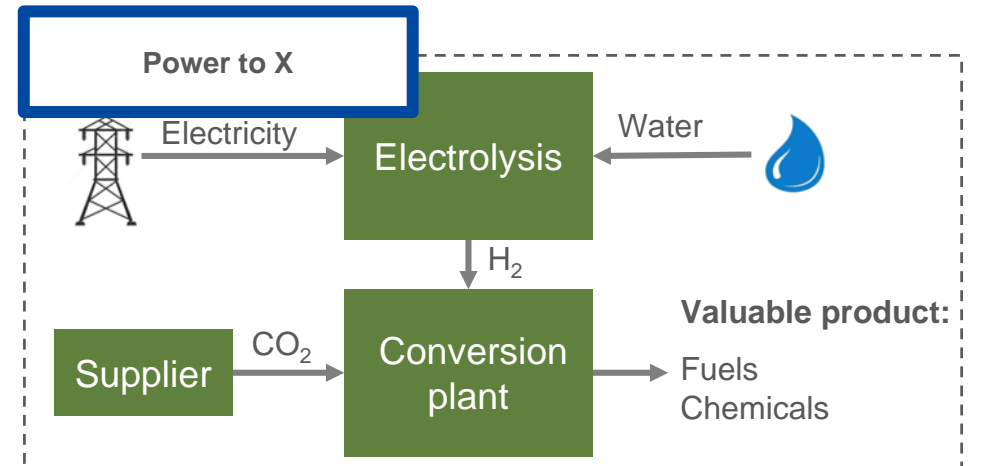 Power to X
Electricity
Electrolysis
Water
H₂
Supplier
CO₂
Conversion
plant
Valuable product:
Fuels
Chemicals